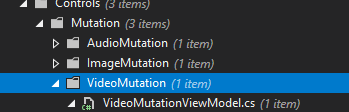 Controls (3 items)
Mutation (3 items)
AudioMutation (1 item)
ImageMutation (1 item)
VideoMutation (1 item)
VideoMutationViewModel.cs (1 item)